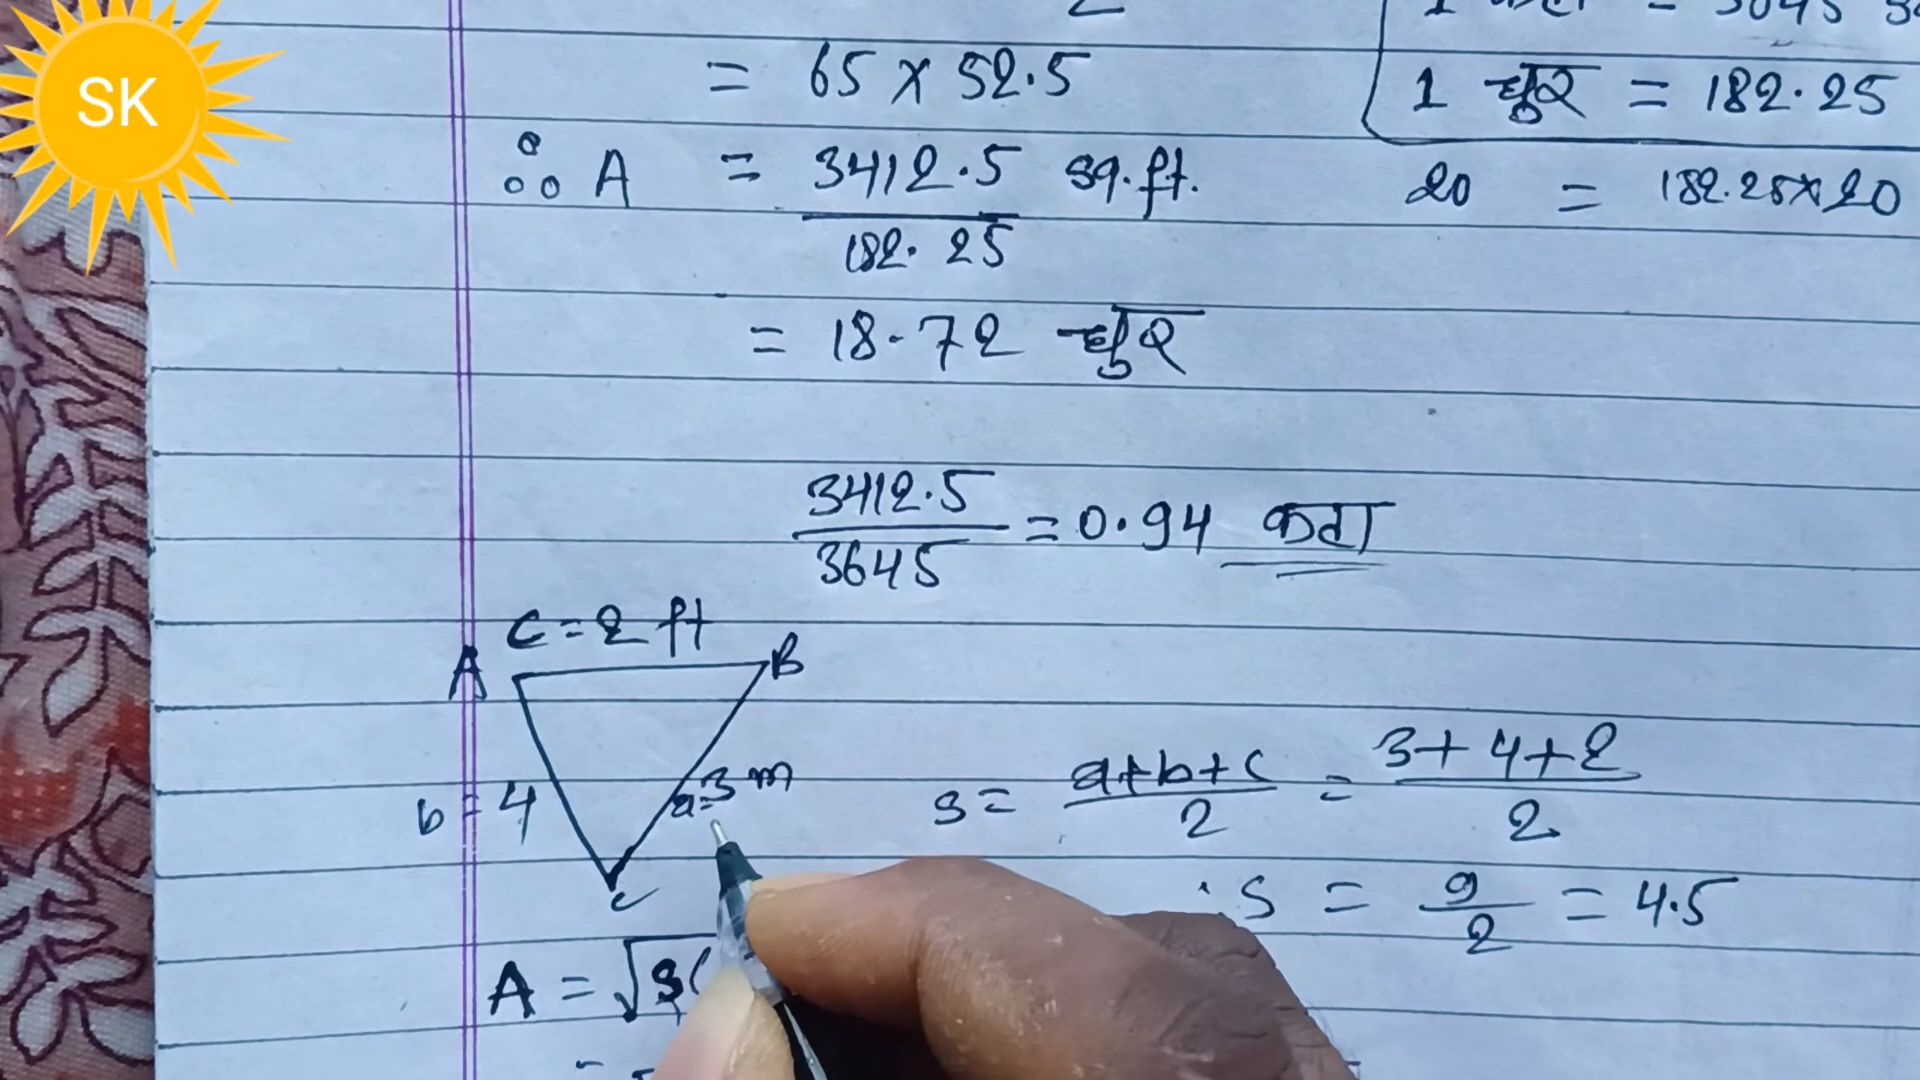 SK
= 65 × 52.5
1 धुर = 182.25
∴ A = 3412.5 sq.ft.
182.25
20 = 182.25×20
= 18.72 धुर
3412.5
3645
= 0.94 कठा
c = 2 ft
A B
b = 4
a=3 m
C
s = a+b+c / 2 = 3+4+2 / 2
S = 9 / 2 = 4.5
A = √s(
=